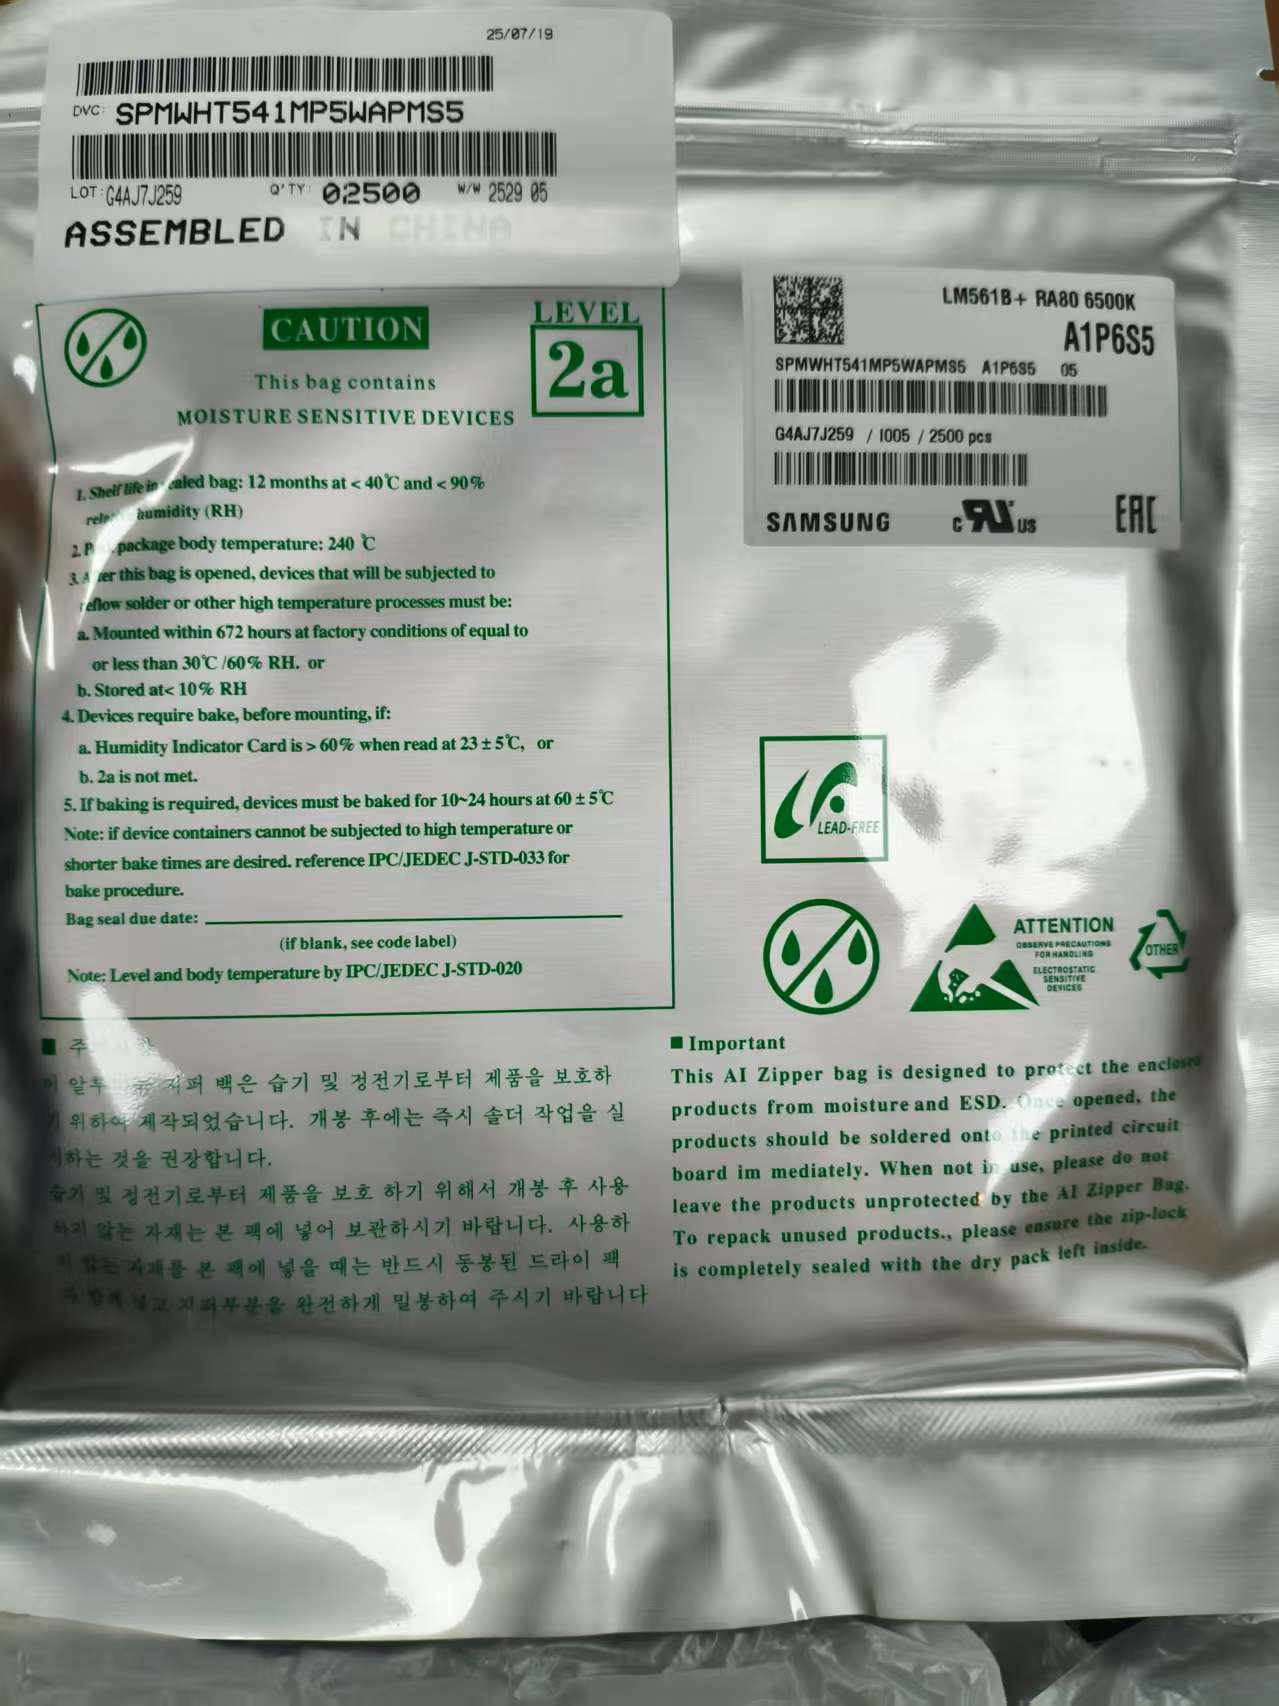 25/07/19
DVC: SPMWHT541MP5WAPMS5
LOT:G4AJ7J259 Q'TY: 02500 W/W 2529 05
ASSEMBLED IN CHINA
LM561B+ RA80 6500K
A1P6S5
SPMWHT541MP5WAPMS5 A1P6S5 05
G4AJ7J259 / I005 / 2500 pcs
SAMSUNG c RU US EAC
CAUTION
LEVEL
2a
This bag contains
MOISTURE SENSITIVE DEVICES
1. Shelf life in sealed bag: 12 months at < 40℃ and < 90%
humidity (RH)
2. package body temperature: 240 ℃
3. After this bag is opened, devices that will be subjected to
reflow solder or other high temperature processes must be:
a. Mounted within 672 hours at factory conditions of equal to
or less than 30℃/60% RH. or
b. Stored at< 10% RH
4. Devices require bake, before mounting, if:
a. Humidity Indicator Card is > 60% when read at 23 ± 5℃, or
b. 2a is not met.
5. If baking is required, devices must be baked for 10~24 hours at 60 ± 5℃
Note: if device containers cannot be subjected to high temperature or
shorter bake times are desired. reference IPC/JEDEC J-STD-033 for
bake procedure.
Bag seal due date:
(if blank, see code label)
Note: Level and body temperature by IPC/JEDEC J-STD-020
LEAD-FREE
ATTENTION
OBSERVE PRECAUTIONS
FOR HANDLING
ELECTROSTATIC
SENSITIVE
DEVICES
OTHER
■
지퍼 백은 습기 및 정전기로부터 제품을 보호하
위하여 제작되었습니다. 개봉 후에는 즉시 솔더 작업을 실
시하는 것을 권장합니다.
습기 및 정전기로부터 제품을 보호 하기 위해서 개봉 후 사용
하지 않는 자재는 본 팩에 넣어 보관하시기 바랍니다. 사용하
지 않는 자재를 본 팩에 넣을 때는 반드시 동봉된 드라이 팩
과 함께 넣고 지퍼부분을 완전하게 밀봉하여 주시기 바랍니다
■ Important
This AI Zipper bag is designed to protect the enclosed
products from moisture and ESD. Once opened, the
products should be soldered onto the printed circuit
board im mediately. When not in use, please do not
leave the products unprotected by the AI Zipper Bag.
To repack unused products., please ensure the zip-lock
is completely sealed with the dry pack left inside.